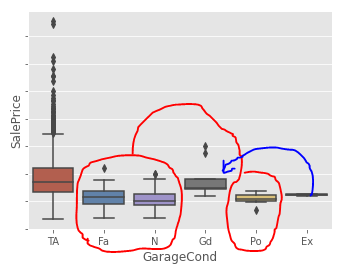 SalePrice
TA Fa N Gd Po Ex
GarageCond